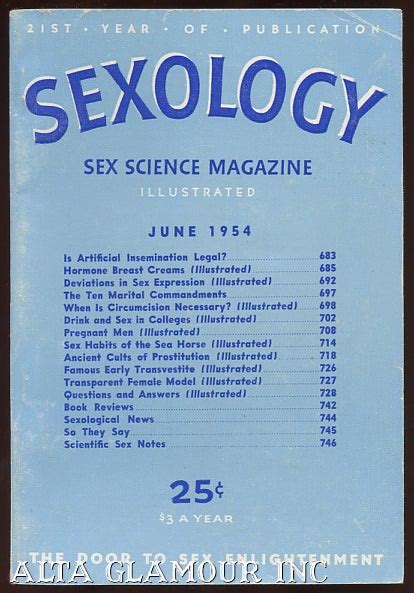 21ST · YEAR · OF · PUBLICATION
SEXOLOGY
SEX SCIENCE MAGAZINE
ILLUSTRATED
JUNE 1954
Is Artificial Insemination Legal? 683
Hormone Breast Creams (Illustrated) 685
Deviations in Sex Expression (Illustrated) 692
The Ten Marital Commandments 697
When Is Circumcision Necessary? (Illustrated) 698
Drink and Sex in Colleges (Illustrated) 702
Pregnant Men (Illustrated) 708
Sex Habits of the Sea Horse (Illustrated) 714
Ancient Cults of Prostitution (Illustrated) 718
Famous Early Transvestite (Illustrated) 726
Transparent Female Model (Illustrated) 727
Questions and Answers (Illustrated) 728
Book Reviews 742
Sexological News 744
So They Say 745
Scientific Sex Notes 746
25¢
$3 A YEAR
THE DOOR TO SEX ENLIGHTENMENT
ALTA GLAMOUR INC